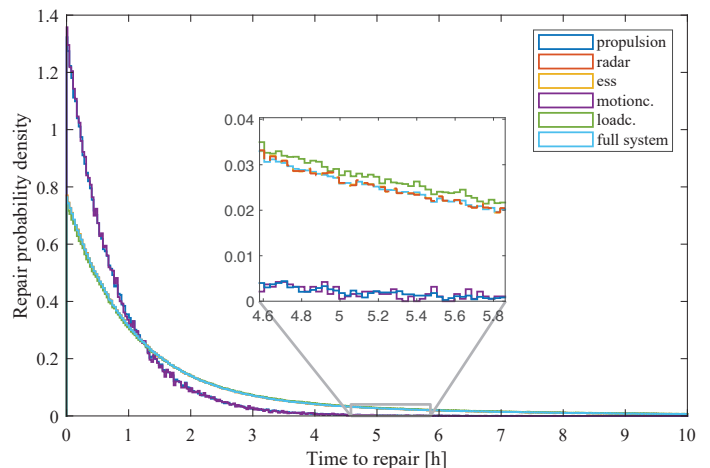 1.4
1.2
1
0.8
0.6
0.4
0.2
0
Repair probability density
0 1 2 3 4 5 6 7 8 9 10
Time to repair [h]
propulsion
radar
ess
motionc.
loadc.
full system
0.04
0.03
0.02
0.01
0
4.6 4.8 5 5.2 5.4 5.6 5.8